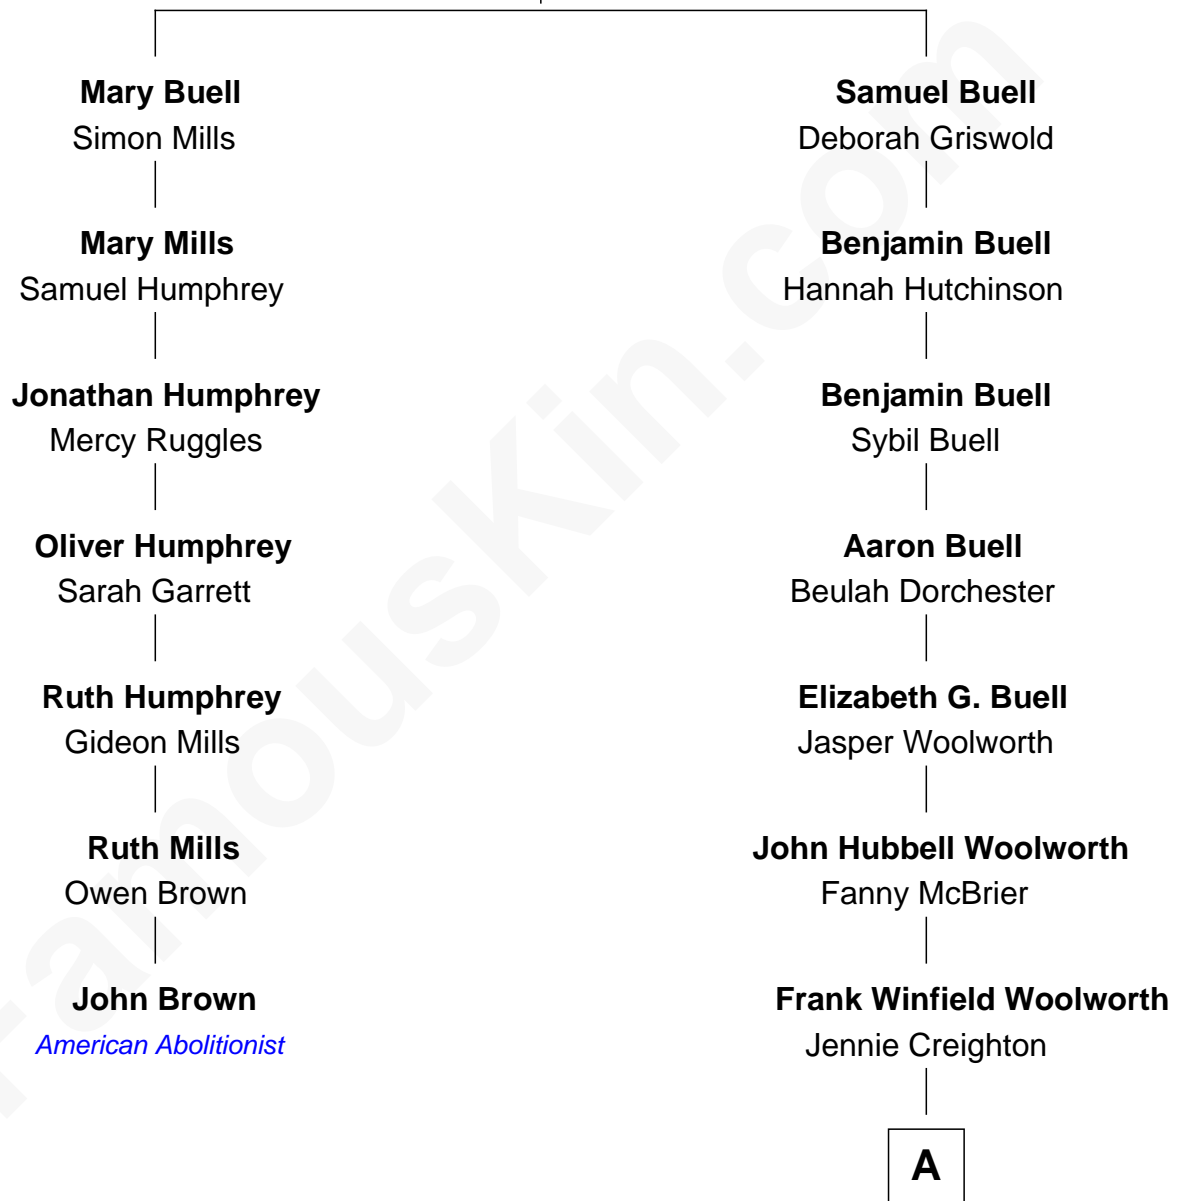 Mary Buell
Simon Mills
Samuel Buell
Deborah Griswold
Mary Mills
Samuel Humphrey
Benjamin Buell
Hannah Hutchinson
Jonathan Humphrey
Mercy Ruggles
Benjamin Buell
Sybil Buell
Oliver Humphrey
Sarah Garrett
Aaron Buell
Beulah Dorchester
Ruth Humphrey
Gideon Mills
Elizabeth G. Buell
Jasper Woolworth
Ruth Mills
Owen Brown
John Hubbell Woolworth
Fanny McBrier
John Brown
American Abolitionist
Frank Winfield Woolworth
Jennie Creighton
A
FamousKin.com